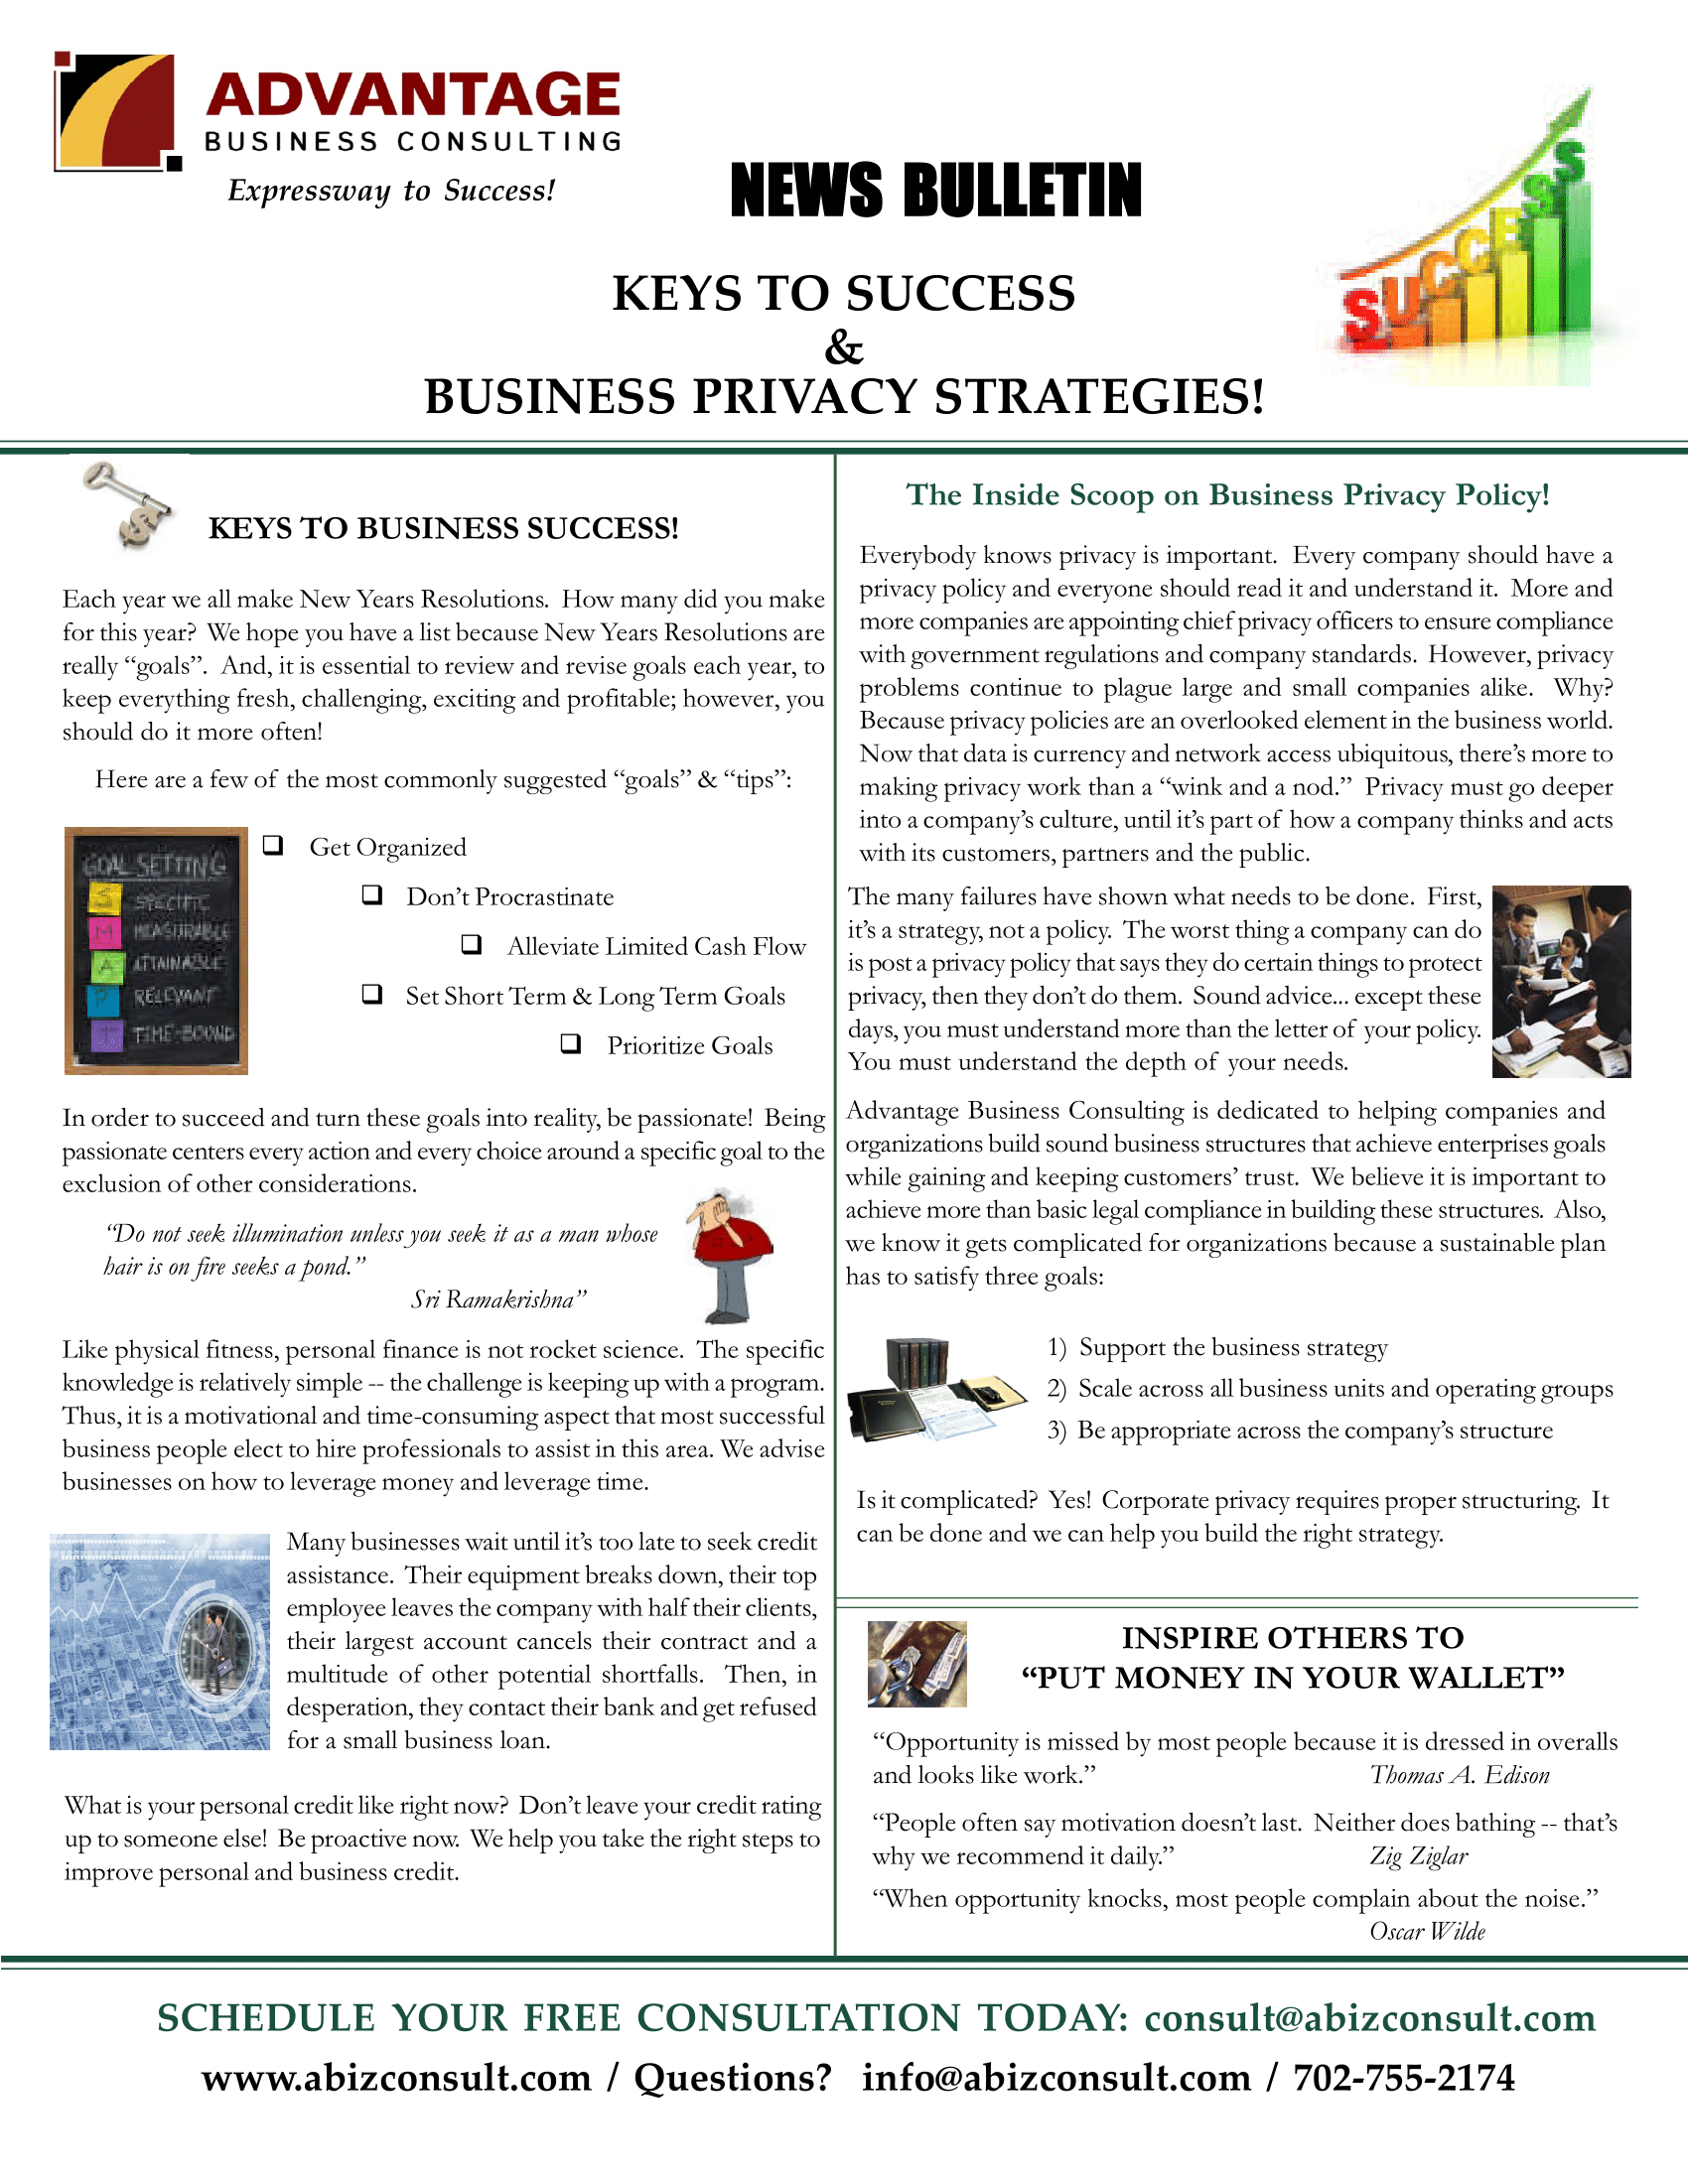 ADVANTAGE
BUSINESS CONSULTING
Expressway to Success!
NEWS BULLETIN
SUCCESS
KEYS TO SUCCESS
&
BUSINESS PRIVACY STRATEGIES!
KEYS TO BUSINESS SUCCESS!
Each year we all make New Years Resolutions. How many did you make
for this year? We hope you have a list because New Years Resolutions are
really “goals”. And, it is essential to review and revise goals each year, to
keep everything fresh, challenging, exciting and profitable; however, you
should do it more often!
Here are a few of the most commonly suggested “goals” & “tips”:
GOAL SETTING
S SPECIFIC
M MEASURABLE
A ATTAINABLE
R RELEVANT
T TIME-BOUND
❑ Get Organized
❑ Don’t Procrastinate
❑ Alleviate Limited Cash Flow
❑ Set Short Term & Long Term Goals
❑ Prioritize Goals
In order to succeed and turn these goals into reality, be passionate! Being
passionate centers every action and every choice around a specific goal to the
exclusion of other considerations.
“Do not seek illumination unless you seek it as a man whose
hair is on fire seeks a pond.”
Sri Ramakrishna”
Like physical fitness, personal finance is not rocket science. The specific
knowledge is relatively simple -- the challenge is keeping up with a program.
Thus, it is a motivational and time-consuming aspect that most successful
business people elect to hire professionals to assist in this area. We advise
businesses on how to leverage money and leverage time.
Many businesses wait until it’s too late to seek credit
assistance. Their equipment breaks down, their top
employee leaves the company with half their clients,
their largest account cancels their contract and a
multitude of other potential shortfalls. Then, in
desperation, they contact their bank and get refused
for a small business loan.
What is your personal credit like right now? Don’t leave your credit rating
up to someone else! Be proactive now. We help you take the right steps to
improve personal and business credit.
The Inside Scoop on Business Privacy Policy!
Everybody knows privacy is important. Every company should have a
privacy policy and everyone should read it and understand it. More and
more companies are appointing chief privacy officers to ensure compliance
with government regulations and company standards. However, privacy
problems continue to plague large and small companies alike. Why?
Because privacy policies are an overlooked element in the business world.
Now that data is currency and network access ubiquitous, there’s more to
making privacy work than a “wink and a nod.” Privacy must go deeper
into a company’s culture, until it’s part of how a company thinks and acts
with its customers, partners and the public.
The many failures have shown what needs to be done. First,
it’s a strategy, not a policy. The worst thing a company can do
is post a privacy policy that says they do certain things to protect
privacy, then they don’t do them. Sound advice... except these
days, you must understand more than the letter of your policy.
You must understand the depth of your needs.
Advantage Business Consulting is dedicated to helping companies and
organizations build sound business structures that achieve enterprises goals
while gaining and keeping customers’ trust. We believe it is important to
achieve more than basic legal compliance in building these structures. Also,
we know it gets complicated for organizations because a sustainable plan
has to satisfy three goals:
1) Support the business strategy
2) Scale across all business units and operating groups
3) Be appropriate across the company’s structure
Is it complicated? Yes! Corporate privacy requires proper structuring. It
can be done and we can help you build the right strategy.
INSPIRE OTHERS TO
“PUT MONEY IN YOUR WALLET”
“Opportunity is missed by most people because it is dressed in overalls
and looks like work.” Thomas A. Edison
“People often say motivation doesn’t last. Neither does bathing -- that’s
why we recommend it daily.” Zig Ziglar
“When opportunity knocks, most people complain about the noise.”
Oscar Wilde
SCHEDULE YOUR FREE CONSULTATION TODAY: consult@abizconsult.com
www.abizconsult.com / Questions? info@abizconsult.com / 702-755-2174